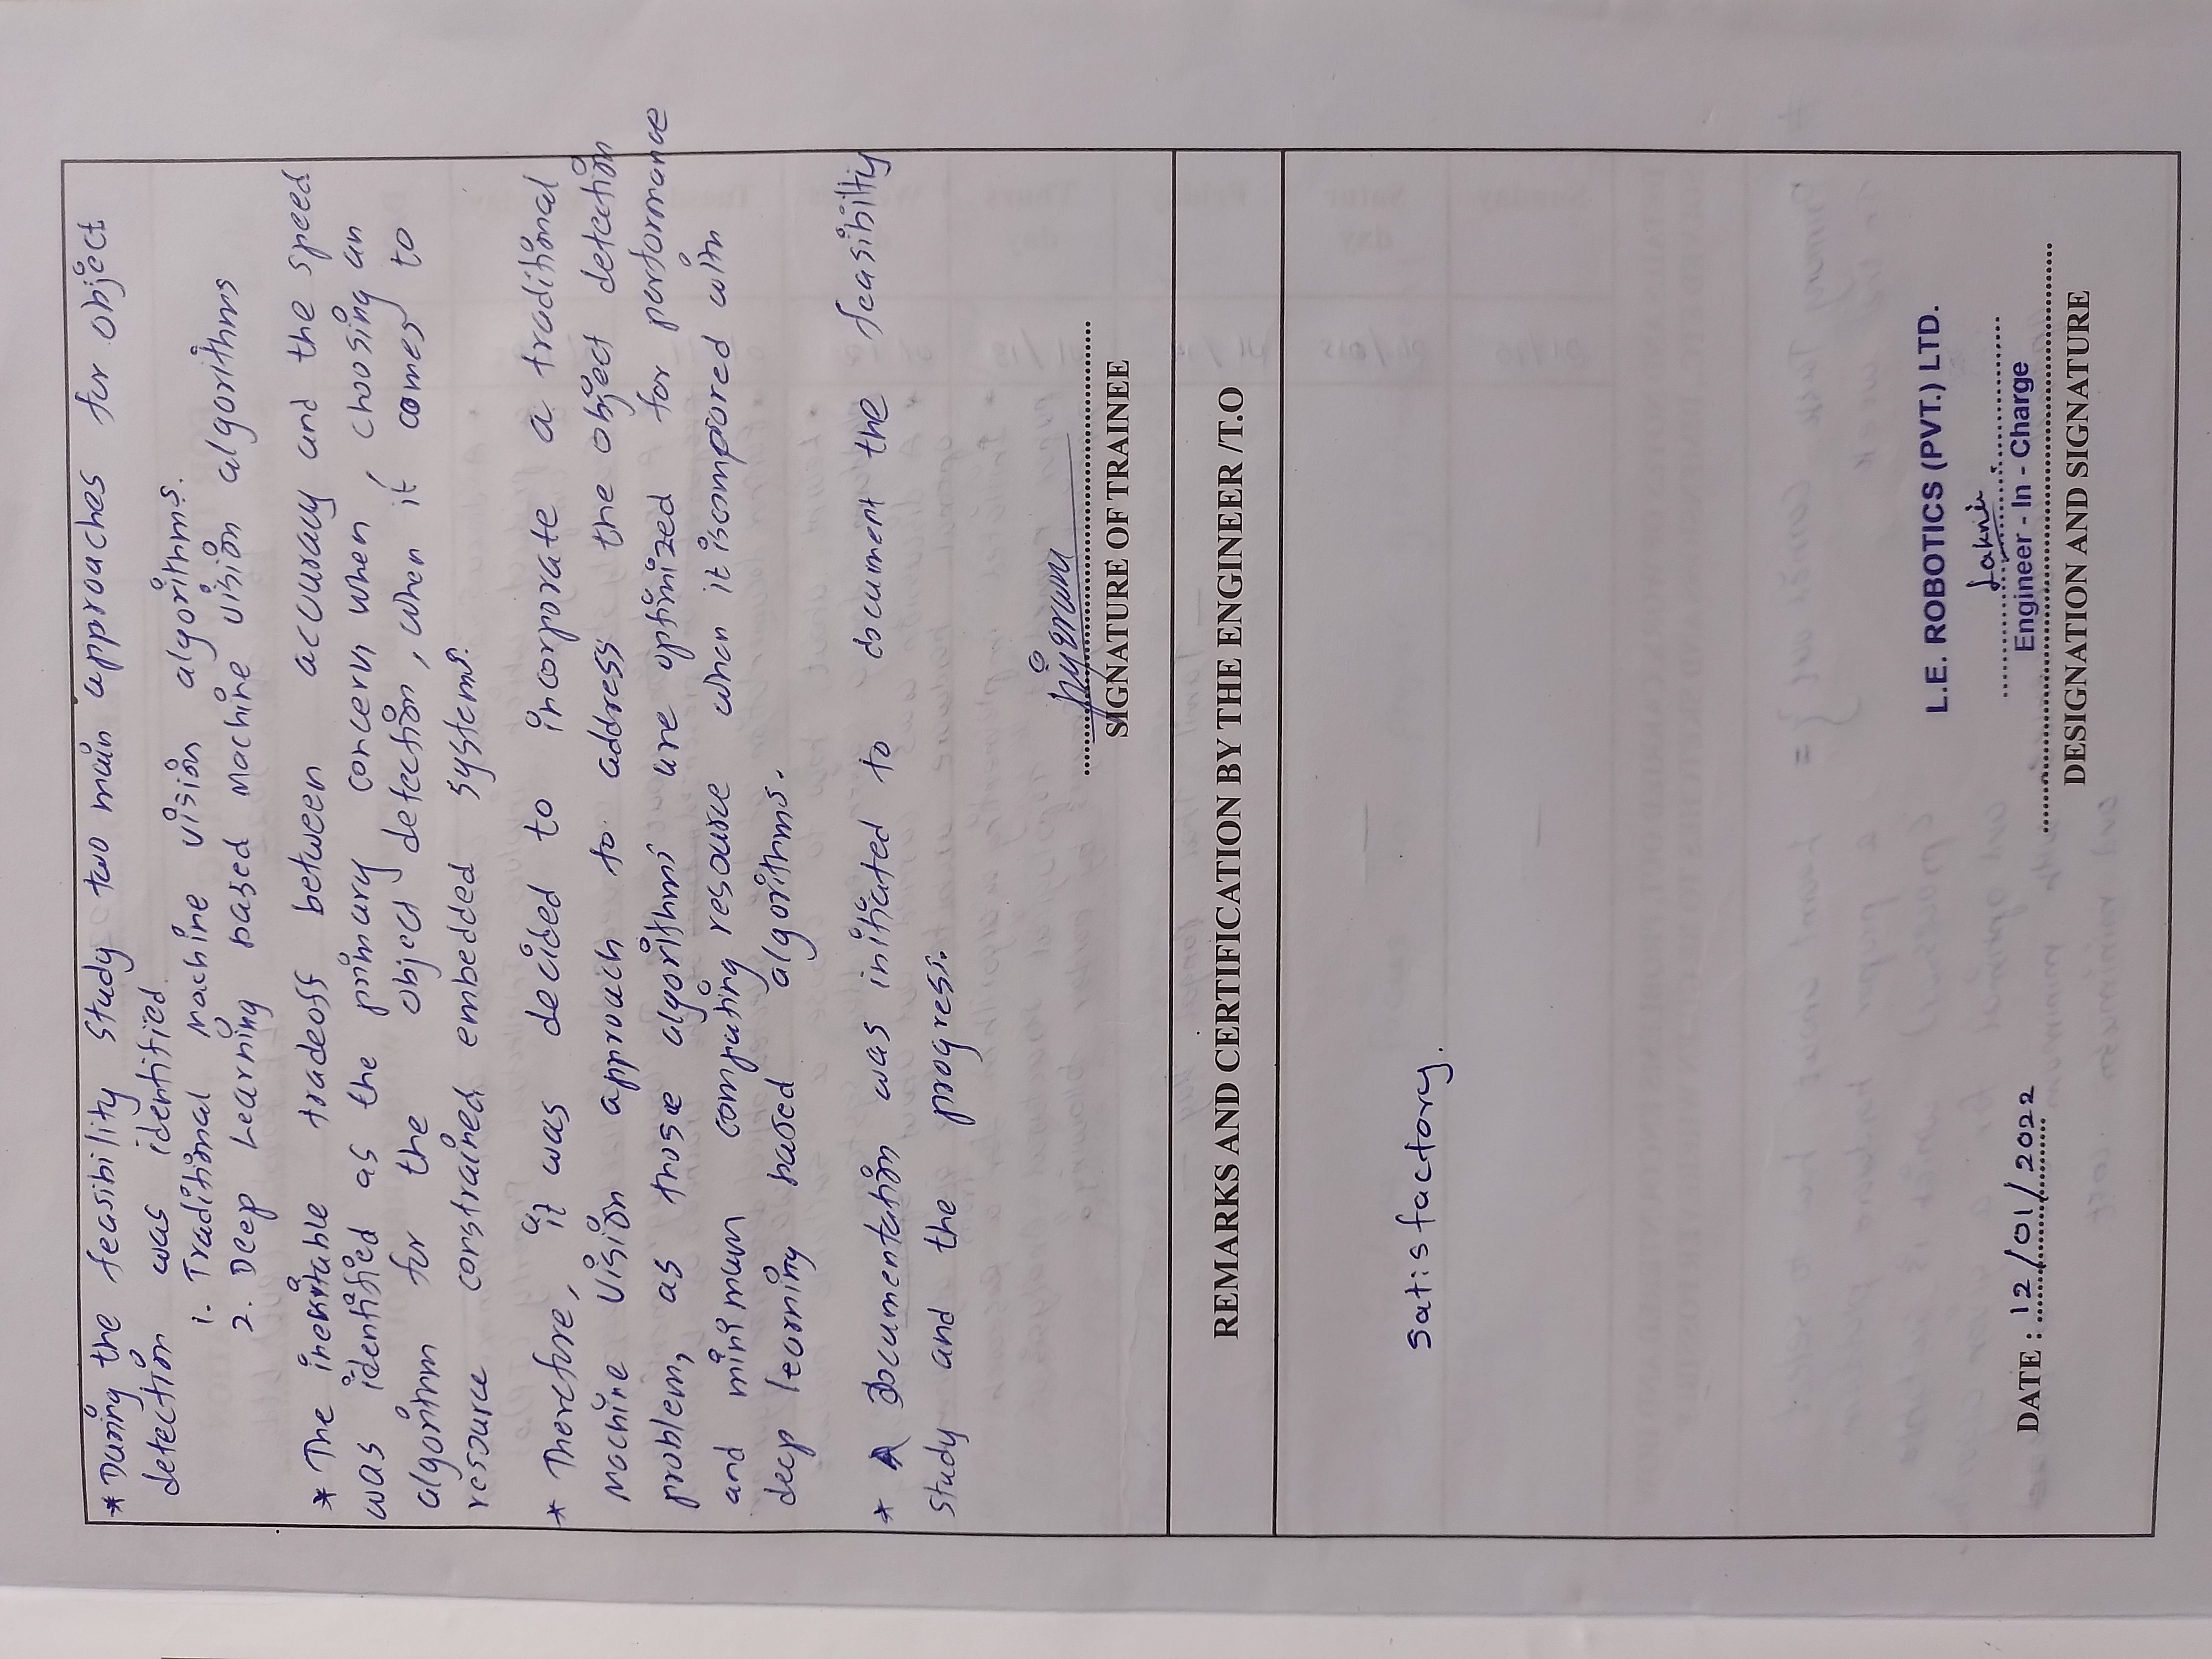 * During the feasibility study two main approaches for object
detection was identified.
1. Traditional Machine vision algorithms.
2. Deep Learning based Machine vision algorithms
* The inevitable tradeoff between accuracy and the speed
was identified as the primary concern when, choosing an
algorithm for the object detection, when it comes to
resource constrained embedded systems.
* Therefore, it was decided to incorporate a traditional
Machine Vision approach to address the object detection
problem, as those algorithms are optimized for performance
and minimum computing resource when it is compared with
deep learning based algorithms.
* A Documentation was initiated to document the feasibilty
study and the progress.
SIGNATURE OF TRAINEE
REMARKS AND CERTIFICATION BY THE ENGINEER /T.O
satisfactory.
L.E. ROBOTICS (PVT.) LTD.
DATE : 12/01/2022
Engineer - In - Charge
DESIGNATION AND SIGNATURE